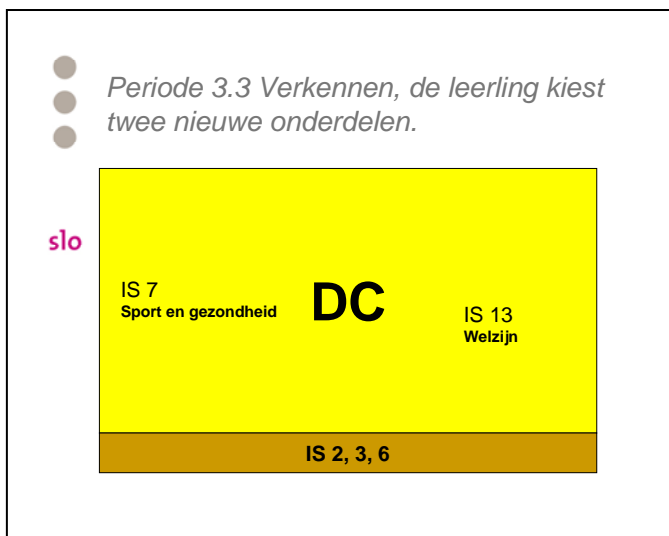 Periode 3.3 Verkennen, de leerling kiest
twee nieuwe onderdelen.
slo
IS 7
Sport en gezondheid
DC
IS 13
Welzijn
IS 2, 3, 6